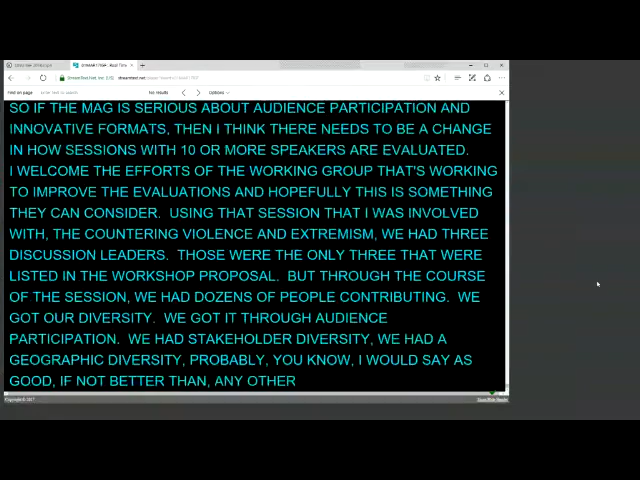 Find on page
No results
Options
SO IF THE MAG IS SERIOUS ABOUT AUDIENCE PARTICIPATION AND
INNOVATIVE FORMATS, THEN I THINK THERE NEEDS TO BE A CHANGE
IN HOW SESSIONS WITH 10 OR MORE SPEAKERS ARE EVALUATED.
I WELCOME THE EFFORTS OF THE WORKING GROUP THAT'S WORKING
TO IMPROVE THE EVALUATIONS AND HOPEFULLY THIS IS SOMETHING
THEY CAN CONSIDER.  USING THAT SESSION THAT I WAS INVOLVED
WITH, THE COUNTERING VIOLENCE AND EXTREMISM, WE HAD THREE
DISCUSSION LEADERS.  THOSE WERE THE ONLY THREE THAT WERE
LISTED IN THE WORKSHOP PROPOSAL.  BUT THROUGH THE COURSE
OF THE SESSION, WE HAD DOZENS OF PEOPLE CONTRIBUTING.  WE
GOT OUR DIVERSITY.  WE GOT IT THROUGH AUDIENCE
PARTICIPATION.  WE HAD STAKEHOLDER DIVERSITY, WE HAD A
GEOGRAPHIC DIVERSITY, PROBABLY, YOU KNOW, I WOULD SAY AS
GOOD, IF NOT BETTER THAN, ANY OTHER